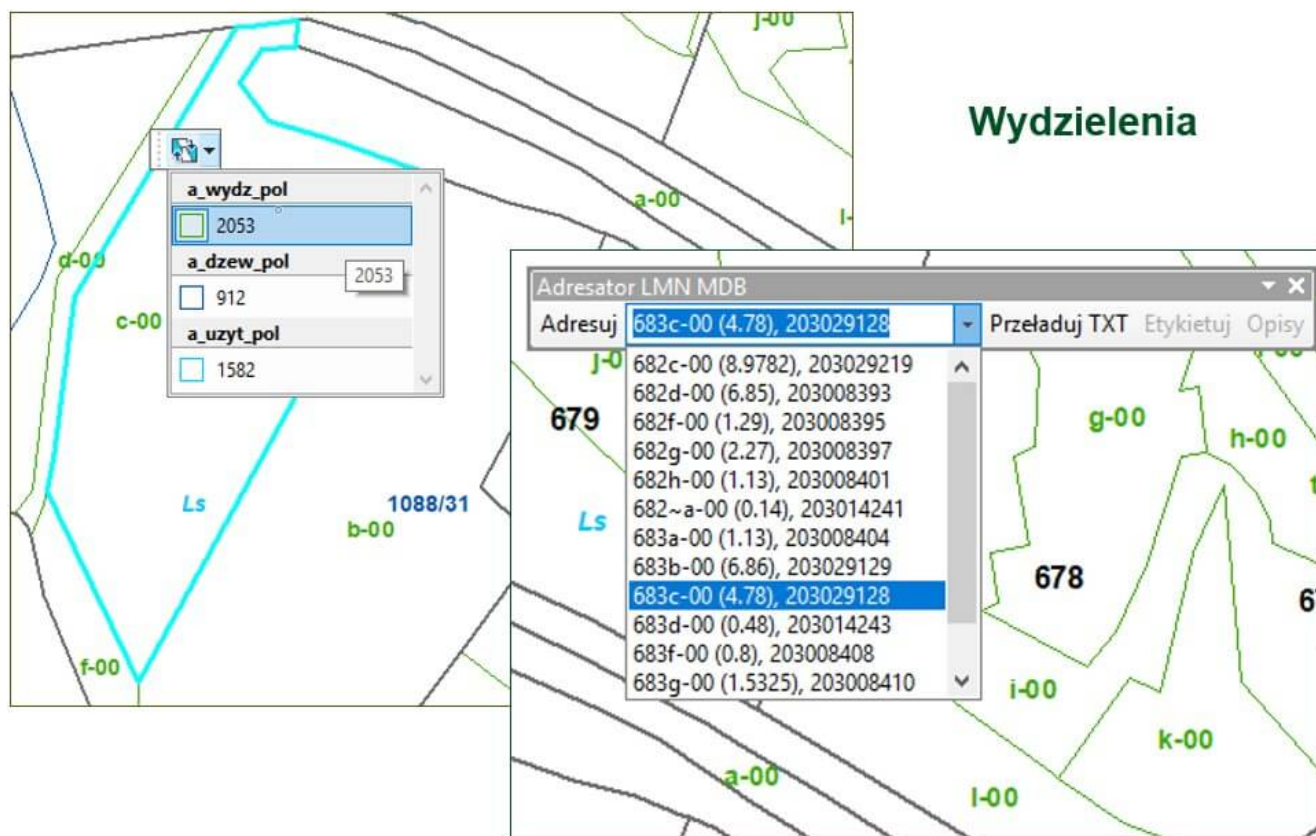 j-00
Wydzielenia
a_wydz_pol
2053
a_dzew_pol
2053
912
a_uzyt_pol
1582
a-00
l-
d-00
c-00
Ls
1088/31
b-00
f-00
Adresator LMN MDB
Adresuj 683c-00 (4.78), 203029128 Przeładuj TXT Etykietuj Opisy
682c-00 (8.9782), 203029219
682d-00 (6.85), 203008393
682f-00 (1.29), 203008395
682g-00 (2.27), 203008397
682h-00 (1.13), 203008401
682~a-00 (0.14), 203014241
683a-00 (1.13), 203008404
683b-00 (6.86), 203029129
683c-00 (4.78), 203029128
683d-00 (0.48), 203014243
683f-00 (0.8), 203008408
683g-00 (1.5325), 203008410
j-0
679
Ls
g-00
h-00
678
i-00
k-00
a-00
l-00